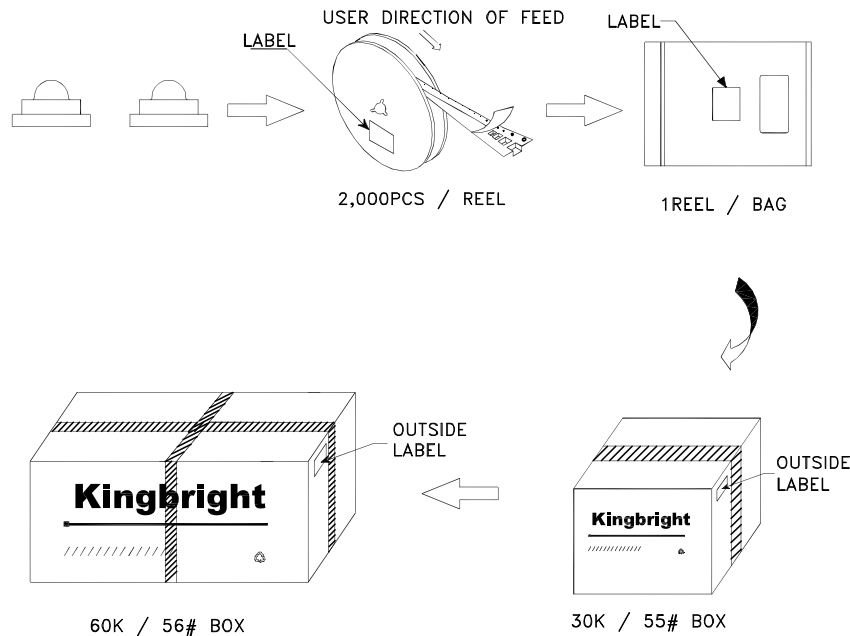 USER DIRECTION OF FEED
LABEL
LABEL
2,000PCS / REEL
1REEL / BAG
OUTSIDE
LABEL
Kingbright
60K / 56# BOX
OUTSIDE
LABEL
Kingbright
30K / 55# BOX